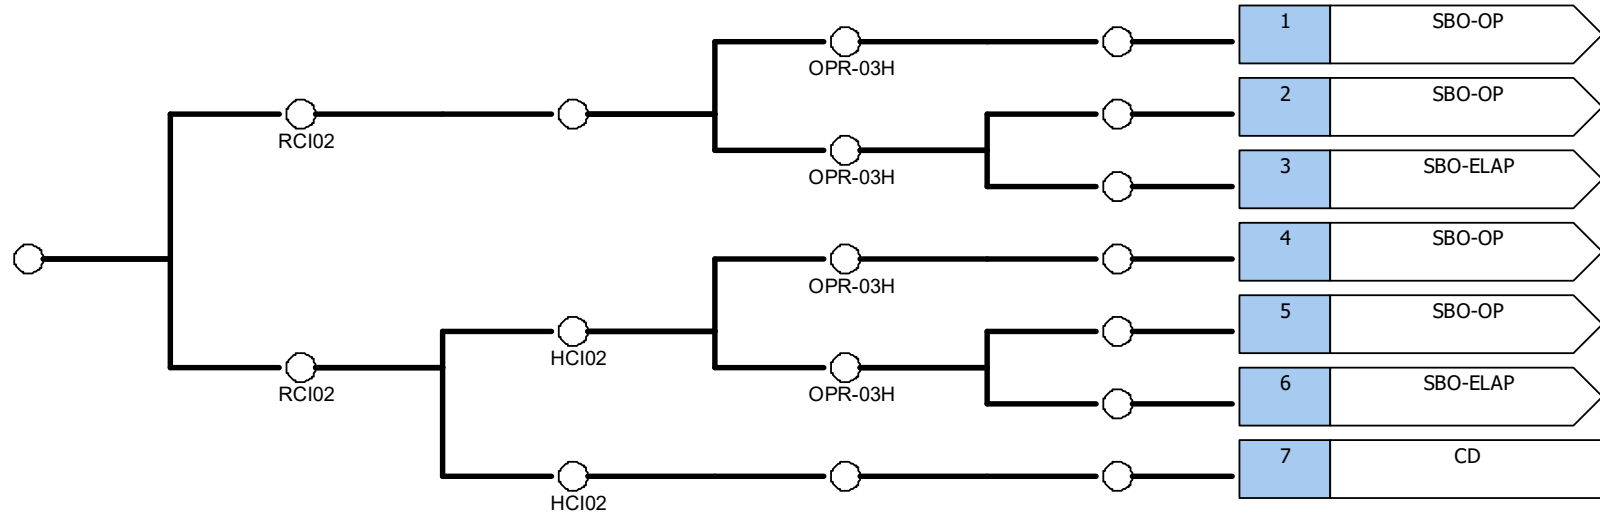 1 SBO-OP
OPR-03H
2 SBO-OP
RCI02
3 SBO-ELAP
OPR-03H
4 SBO-OP
OPR-03H
5 SBO-OP
HCI02
6 SBO-ELAP
RCI02
OPR-03H
7 CD
HCI02